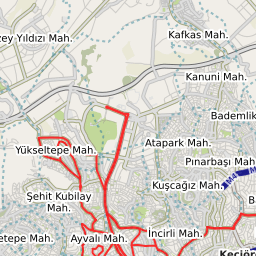 zey Yıldızı Mah.
Kafkas Mah.
Kanuni Mah.
Bademlik
Yükseltepe Mah.
Atapark Mah.
Pınarbaşı Mah.
Kuşcağız Mah.
M4
Şehit Kubilay
Mah.
B
etepe Mah.
Ayvalı Mah.
İncirli Mah.
Keçiör